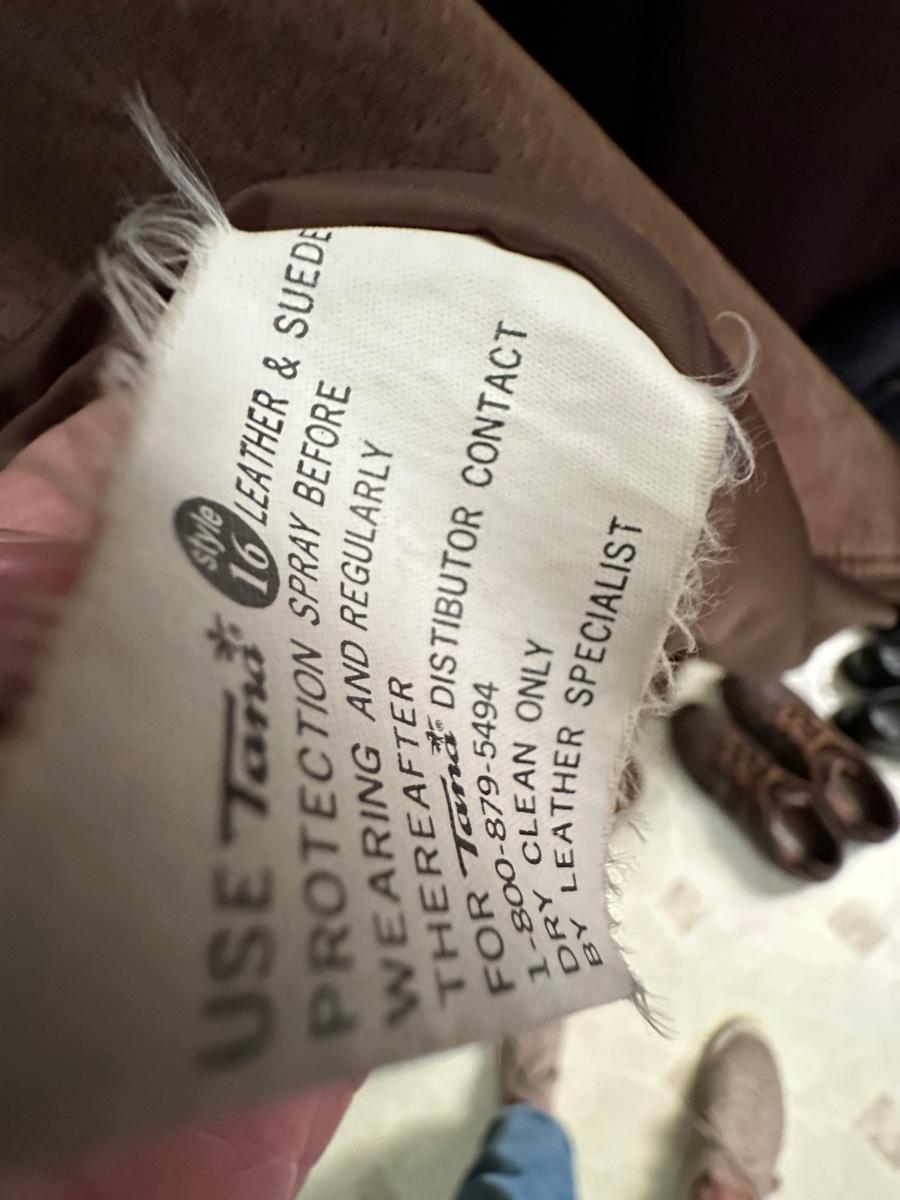 USE Tana® style 16 LEATHER & SUEDE
PROTECTION SPRAY BEFORE
WEARING AND REGULARLY
THEREAFTER
FOR Tana® DISTIBUTOR CONTACT
1-800-879-5494
DRY CLEAN ONLY
BY LEATHER SPECIALIST